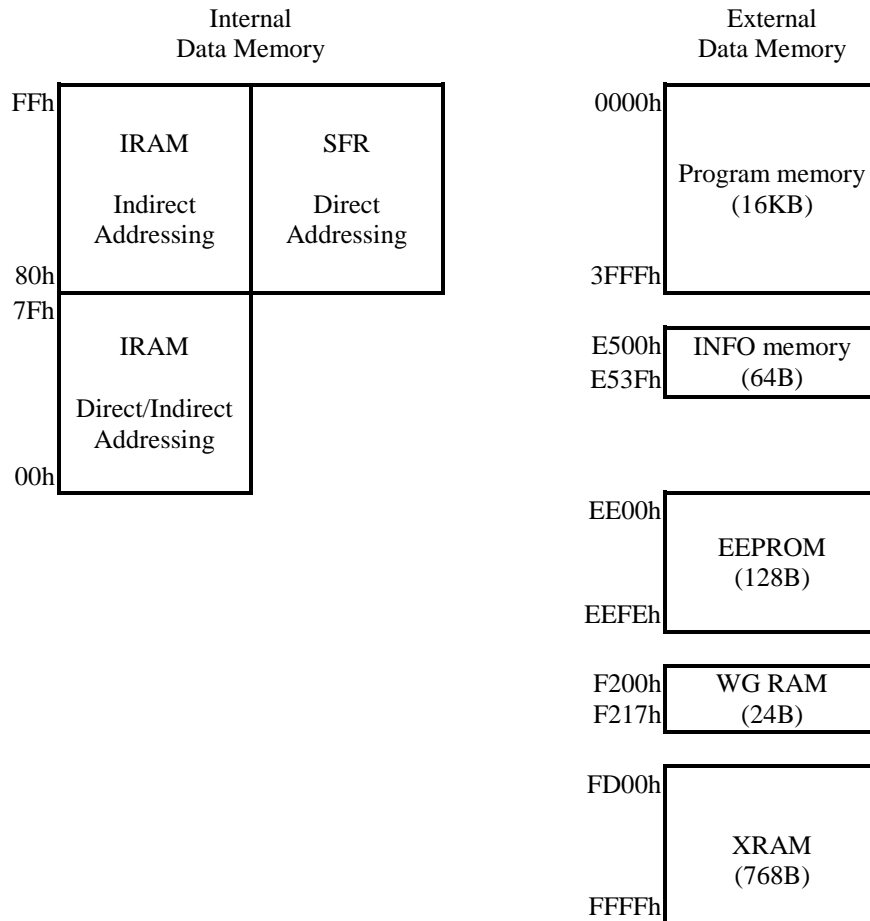 Internal
Data Memory
FFh
IRAM
Indirect
Addressing
80h
SFR
Direct
Addressing
7Fh
IRAM
Direct/Indirect
Addressing
00h
External
Data Memory
0000h
Program memory
(16KB)
3FFFh
E500h
INFO memory
E53Fh
(64B)
EE00h
EEPROM
(128B)
EEFEh
F200h
WG RAM
F217h
(24B)
FD00h
XRAM
(768B)
FFFFh